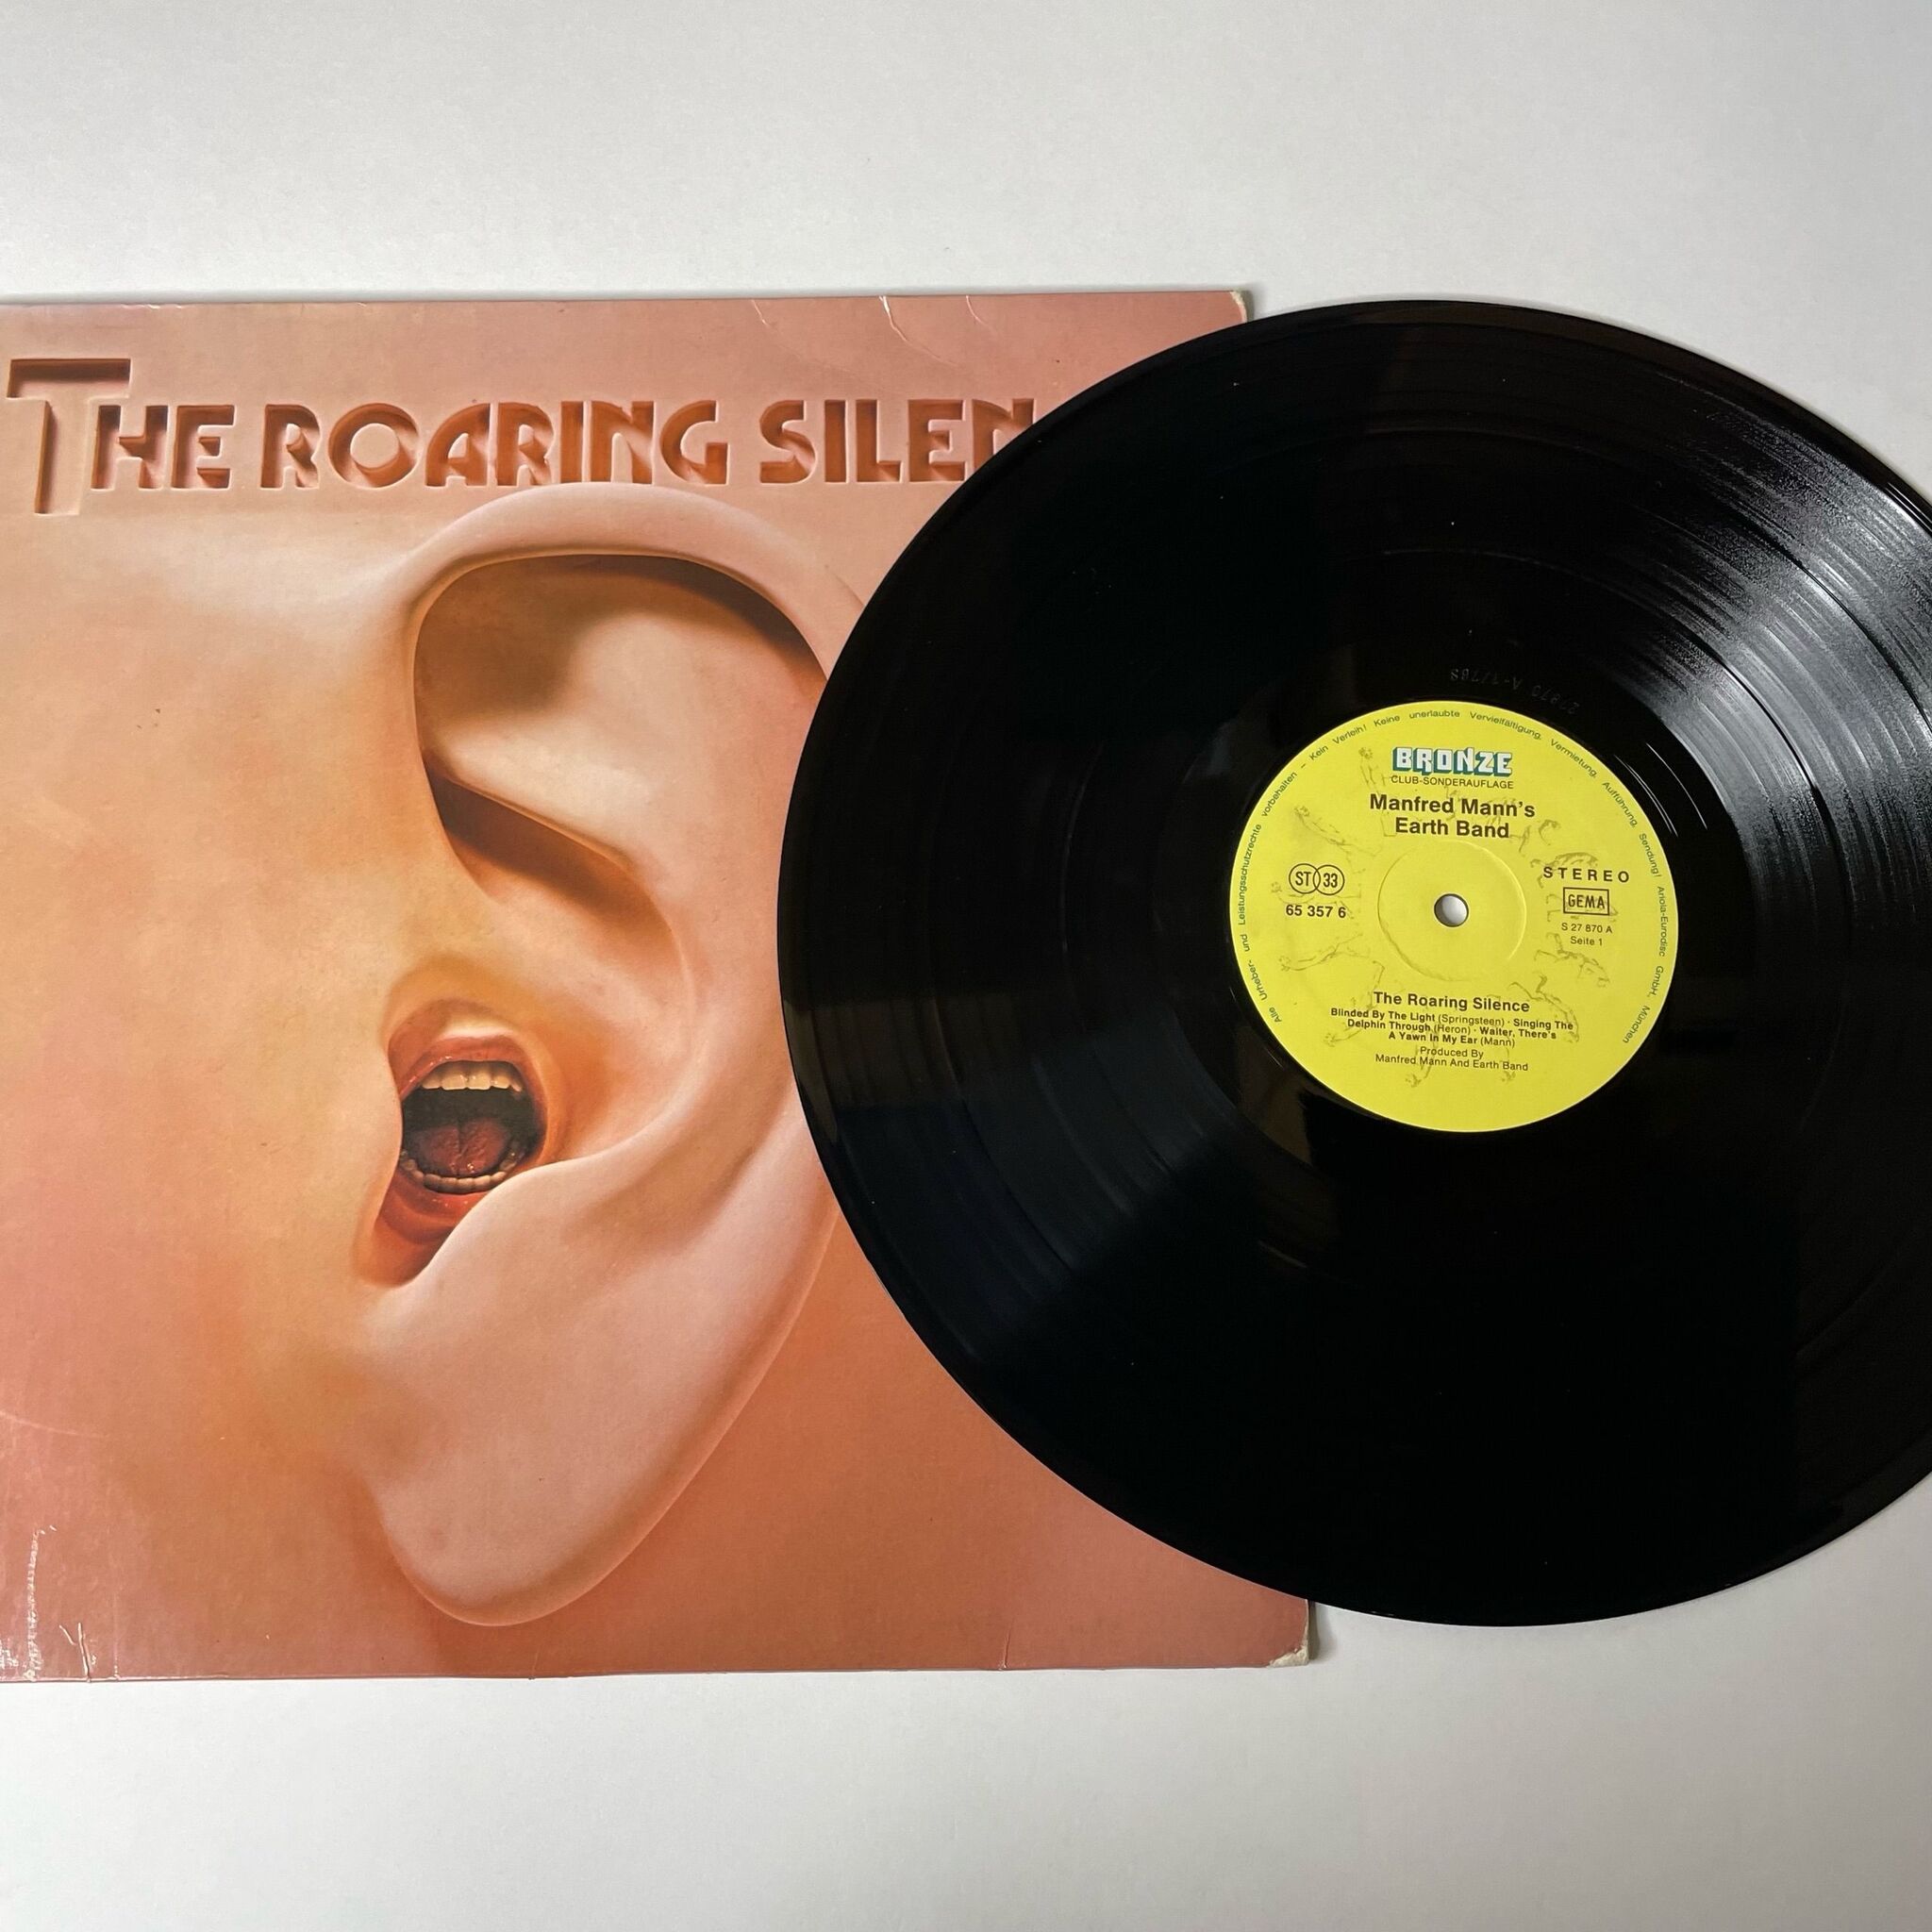 THE ROARING SILEN
27870 A-1/76S
BRONZE
CLUB-SONDERAUFLAGE
Manfred Mann's
Earth Band
ST 33
65 357 6
STEREO
GEMA
S 27 870 A
Seite 1
The Roaring Silence
Blinded By The Light (Springsteen) · Singing The
Delphin Through (Heron) · Waiter, There's
A Yawn In My Ear (Mann)
Produced By
Manfred Mann And Earth Band
Alle Urheber- und Leistungsschutzrechte vorbehalten – Kein Verleih! Keine unerlaubte Vervielfältigung, Vermietung, Aufführung, Sendung! Ariola-Eurodisc GmbH, München